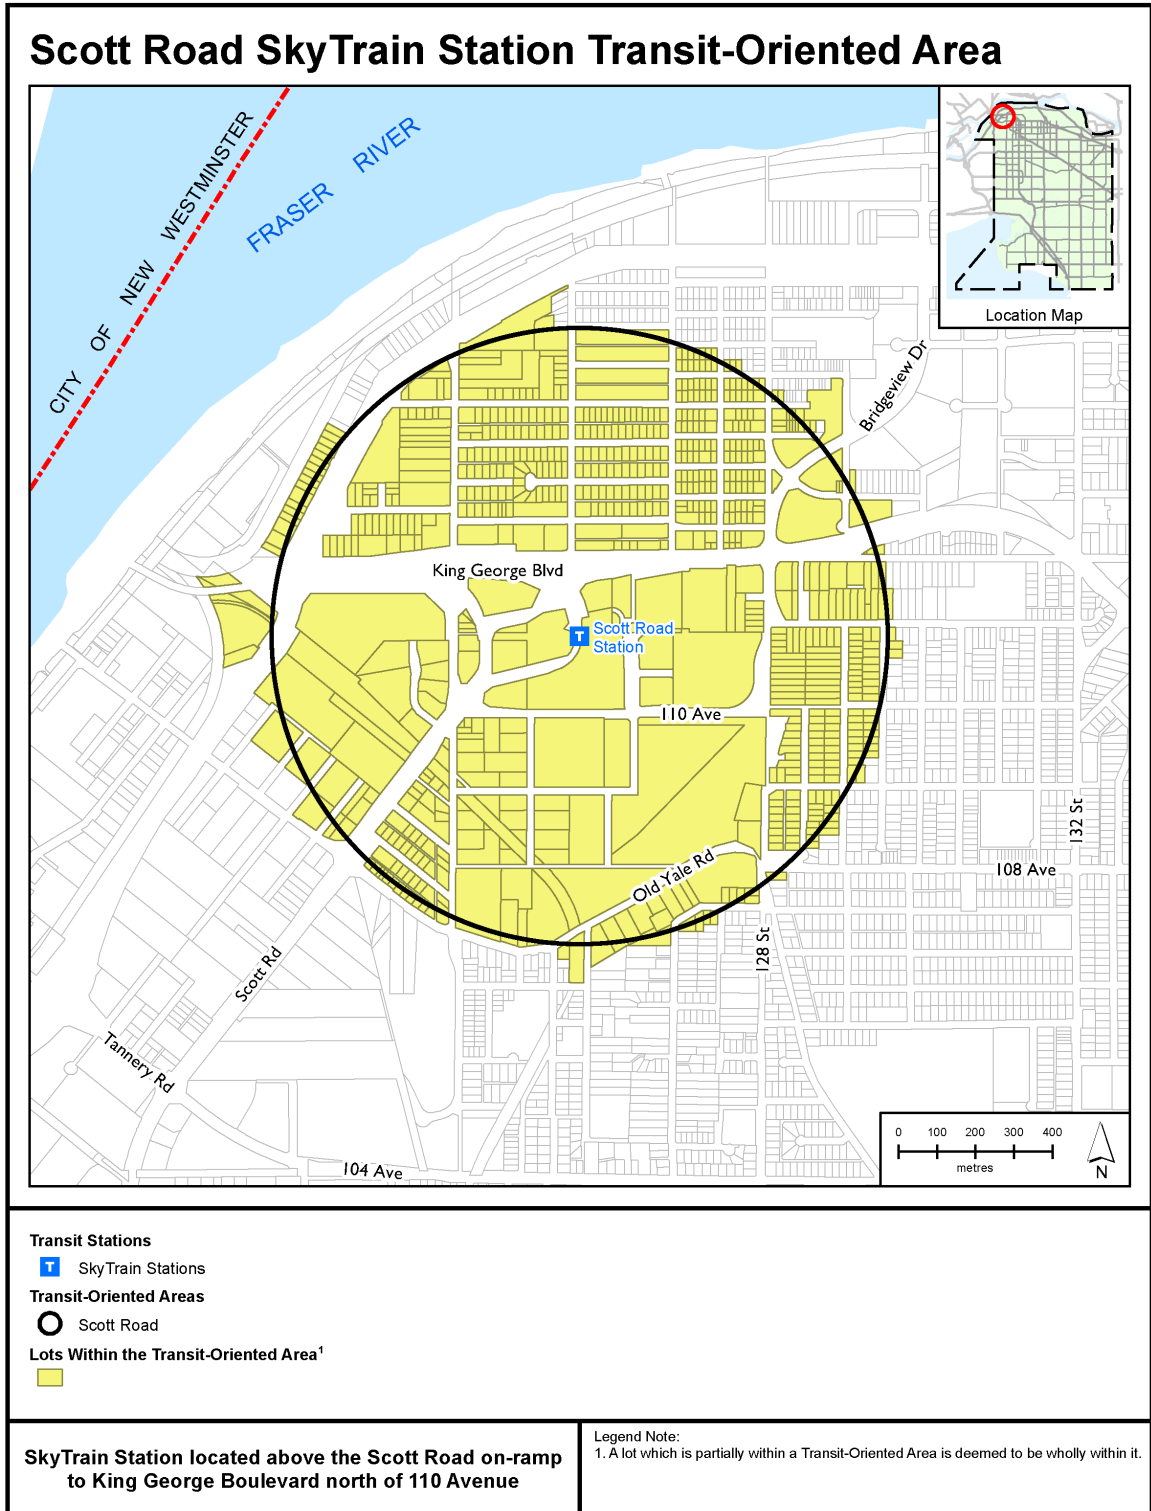 Scott Road SkyTrain Station Transit-Oriented Area
CITY OF NEW WESTMINSTER
FRASER RIVER
Location Map
Bridgeview Dr
King George Blvd
T
Scott Road
Station
110 Ave
132 St
108 Ave
Old Yale Rd
128 St
Scott Rd
Tannery Rd
104 Ave
0 100 200 300 400
metres
N
Transit Stations
T SkyTrain Stations
Transit-Oriented Areas
Scott Road
Lots Within the Transit-Oriented Area¹
SkyTrain Station located above the Scott Road on-ramp
to King George Boulevard north of 110 Avenue
Legend Note:
1. A lot which is partially within a Transit-Oriented Area is deemed to be wholly within it.